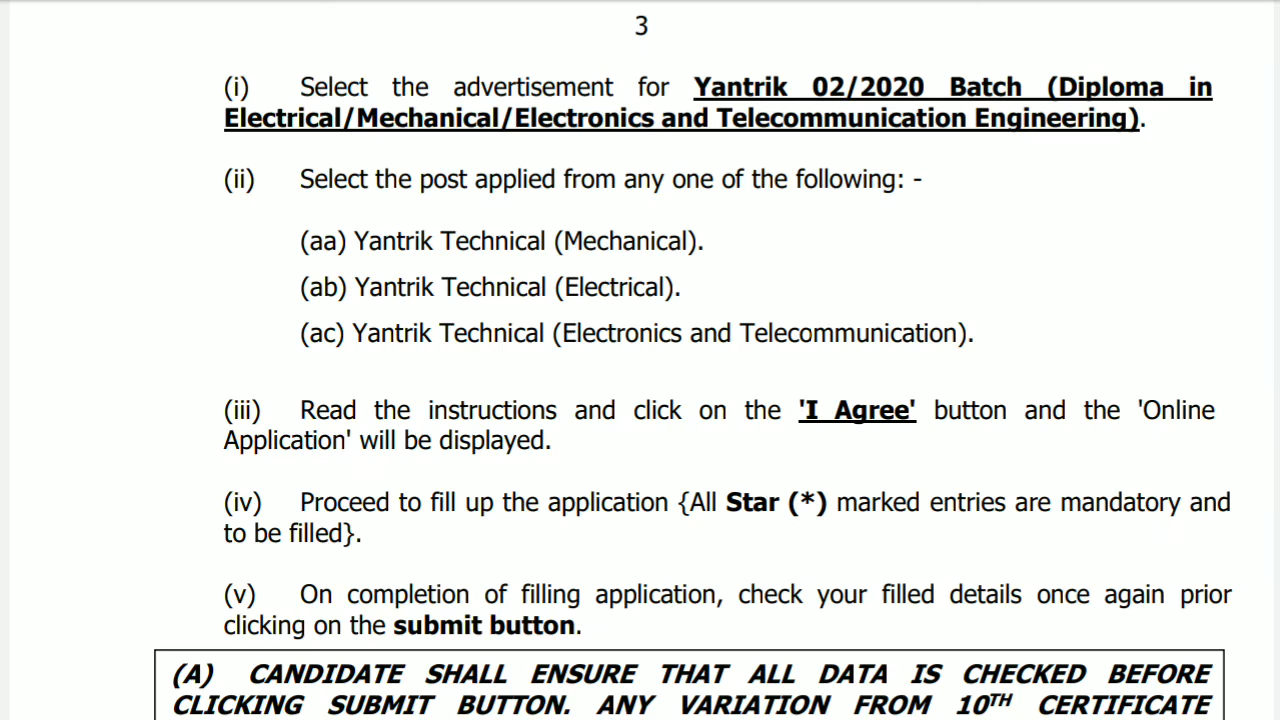 3
(i) Select the advertisement for Yantrik 02/2020 Batch (Diploma in
Electrical/Mechanical/Electronics and Telecommunication Engineering).
(ii) Select the post applied from any one of the following: -
(aa) Yantrik Technical (Mechanical).
(ab) Yantrik Technical (Electrical).
(ac) Yantrik Technical (Electronics and Telecommunication).
(iii) Read the instructions and click on the 'I Agree' button and the 'Online
Application' will be displayed.
(iv) Proceed to fill up the application {All Star (*) marked entries are mandatory and
to be filled}.
(v) On completion of filling application, check your filled details once again prior
clicking on the submit button.
(A) CANDIDATE SHALL ENSURE THAT ALL DATA IS CHECKED BEFORE
CLICKING SUBMIT BUTTON. ANY VARIATION FROM 10TH CERTIFICATE